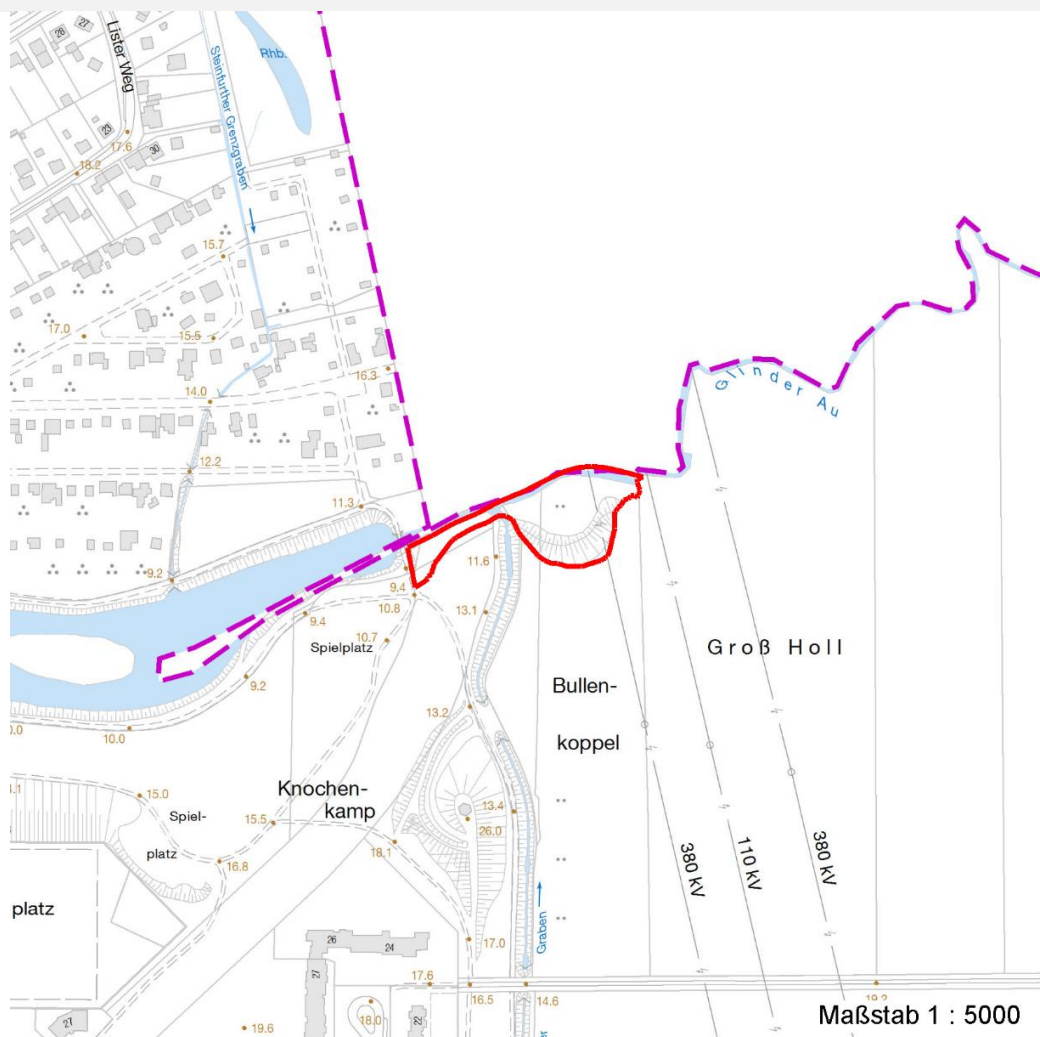 28
27
Lister Weg
Steinfurther Grenzgraben
Rhb.
23
17.6
30
18.2
15.7
17.0
15.5
16.3
14.0
Glinder Au
12.2
11.3
9.2
11.6
9.4
10.8
9.4
13.1
10.7
Spielplatz
Groß Holl
9.2
Bullen-
koppel
13.2
10.0
Knochen-
kamp
15.0
Spiel-
platz
15.5
13.4
26.0
16.8
18.1
380 kV
110 kV
380 kV
platz
26
24
27
17.0
Graben
17.6
16.5
14.6
18.0
22
27
19.6
Maßstab 1 : 5000